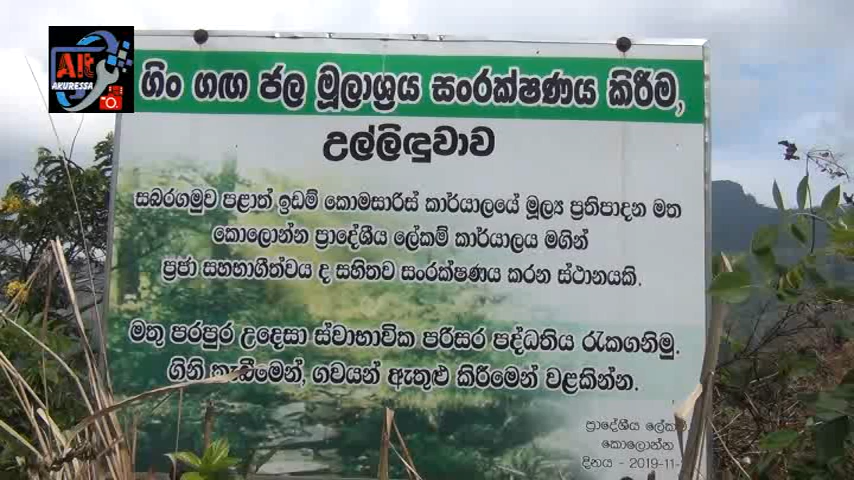 ARt
AKURESSA
ගිං ගඟ ජල මූලාශ්‍රය සංරක්ෂණය කිරීම,
උල්ලිඳුවාව
සබරගමුව පළාත් ඉඩම් කොමසාරිස් කාර්යාලයේ මූල්‍ය ප්‍රතිපාදන මත
කොලොන්න ප්‍රාදේශීය ලේකම් කාර්යාලය මගින්
ප්‍රජා සහභාගීත්වය ද සහිතව සංරක්ෂණය කරන ස්ථානයකි.
මතු පරපුර උදෙසා ස්වාභාවික පරිසර පද්ධතිය රැකගනිමු.
ගිනි තැබීමෙන්, ගවයන් ඇතුළු කිරීමෙන් වළකින්න.
ප්‍රාදේශීය ලේකම්
කොලොන්න
දිනය - 2019-11-